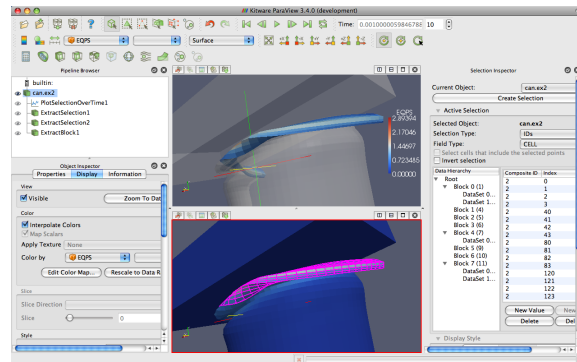 Kitware ParaView 3.4.0 (development)
Time: 0.0010000059846788 10
EQPS
Surface
Pipeline Browser
builtin:
can.ex2
PlotSelectionOverTime1
ExtractSelection1
ExtractSelection2
ExtractBlock1
Object Inspector
Properties Display Information
View
Visible
Zoom To Dat
Color
Interpolate Colors
Map Scalars
Apply Texture None
Color by EQPS
Edit Color Map... Rescale to Data R
Slice
Slice Direction
Slice 0
Style
EQPS
2.89394
2.17046
1.44697
0.723485
0.00000
Selection Inspector
Current Object: can.ex2
Create Selection
Active Selection
Selected Object: can.ex2
Selection Type: IDs
Field Type: CELL
Select cells that include the selected points
Invert selection
Data Hierarchy
Root
Block 0 (1)
DataSet 0...
DataSet 1...
Block 1 (4)
Block 2 (5)
Block 3 (6)
Block 4 (7)
DataSet 0...
DataSet 1...
Block 5 (9)
Block 6 (10)
Block 7 (11)
DataSet 0...
DataSet 1...
Composite ID Index
2 0
2 1
2 2
2 3
2 40
2 41
2 42
2 43
2 80
2 81
2 82
2 83
2 120
2 121
2 122
2 123
New Value New
Delete Del
Display Style